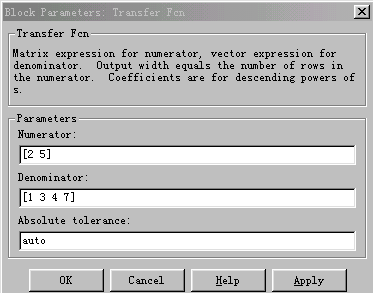 Block Parameters: Transfer Fcn
Transfer Fcn
Matrix expression for numerator, vector expression for
denominator.  Output width equals the number of rows in
the numerator.  Coefficients are for descending powers of
s.
Parameters
Numerator:
[2 5]
Denominator:
[1 3 4 7]
Absolute tolerance:
auto
OK Cancel Help Apply